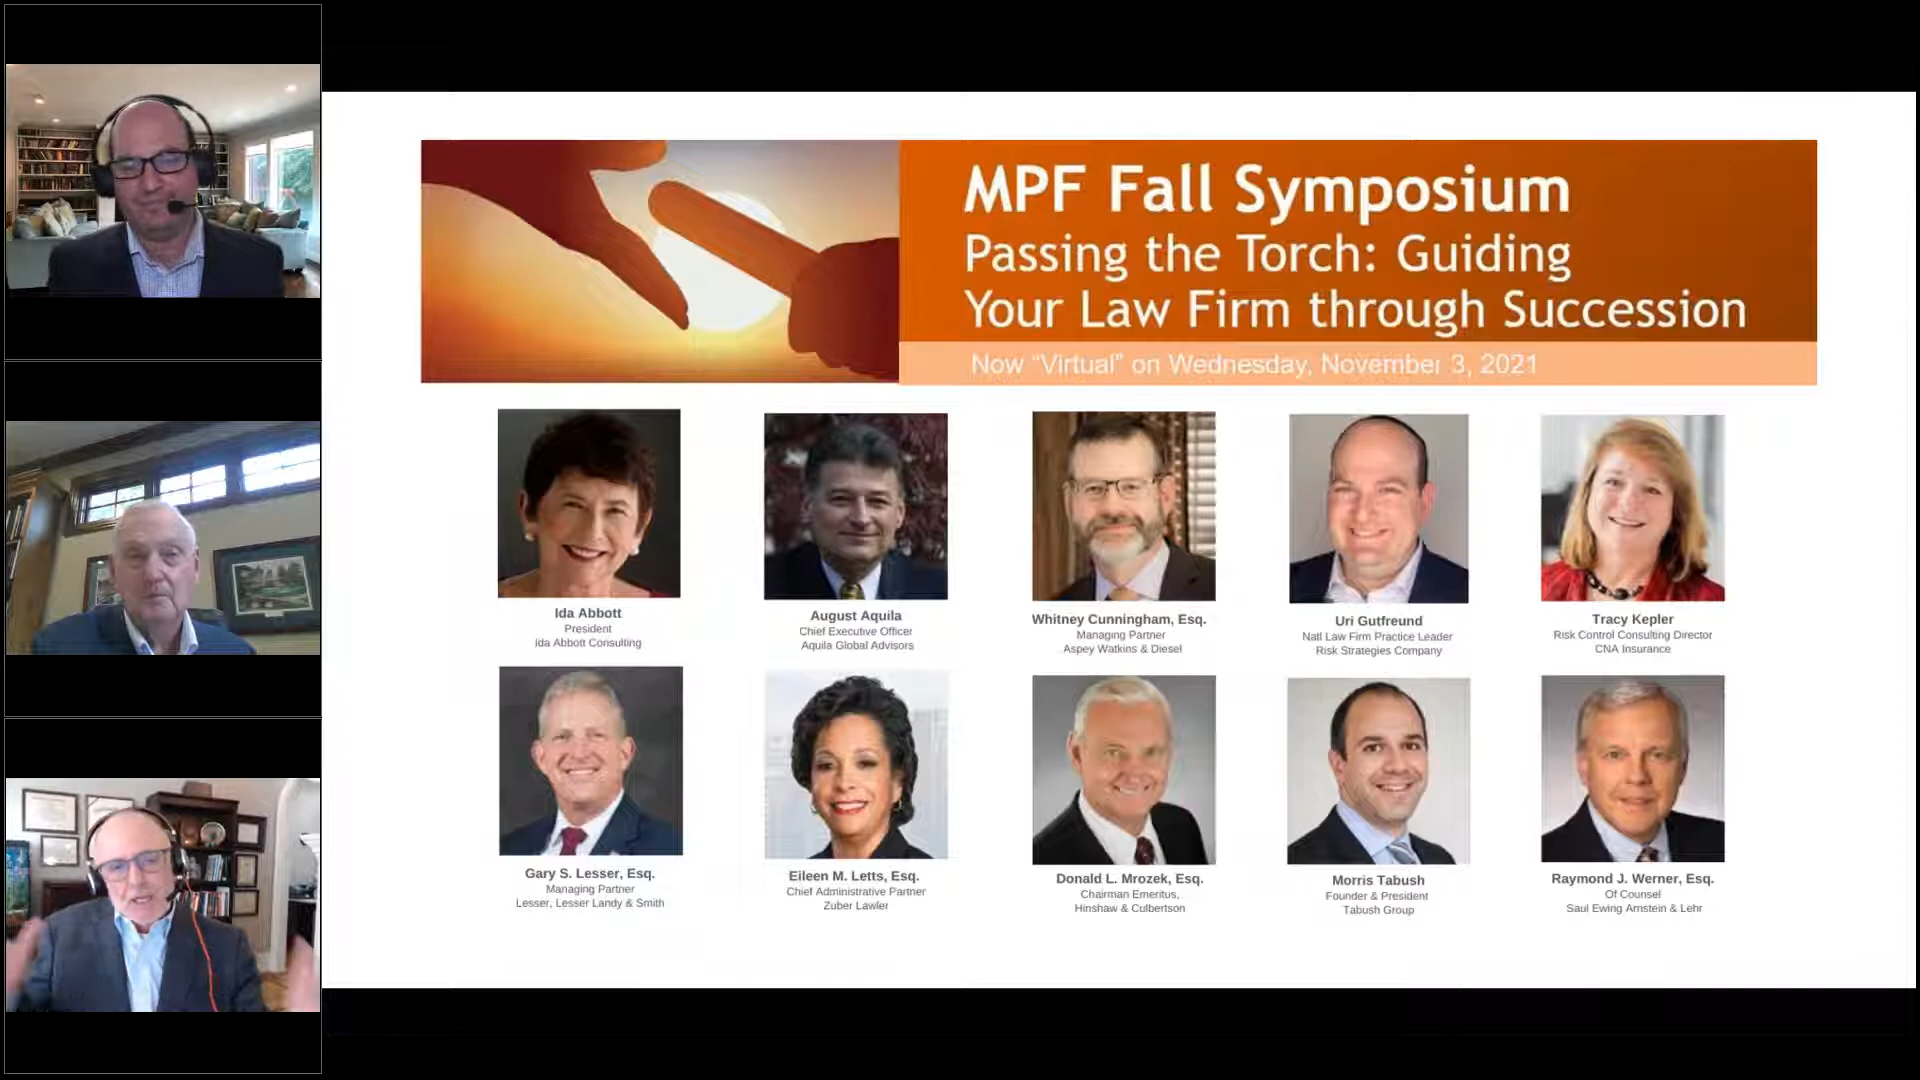 MPF Fall Symposium
Passing the Torch: Guiding
Your Law Firm through Succession
Now “Virtual” on Wednesday, November 3, 2021
Ida Abbott
President
Ida Abbott Consulting
August Aquila
Chief Executive Officer
Aquila Global Advisors
Whitney Cunningham, Esq.
Managing Partner
Aspey Watkins & Diesel
Uri Gutfreund
Natl Law Firm Practice Leader
Risk Strategies Company
Tracy Kepler
Risk Control Consulting Director
CNA Insurance
Gary S. Lesser, Esq.
Managing Partner
Lesser, Lesser Landy & Smith
Eileen M. Letts, Esq.
Chief Administrative Partner
Zuber Lawler
Donald L. Mrozek, Esq.
Chairman Emeritus,
Hinshaw & Culbertson
Morris Tabush
Founder & President
Tabush Group
Raymond J. Werner, Esq.
Of Counsel
Saul Ewing Arnstein & Lehr